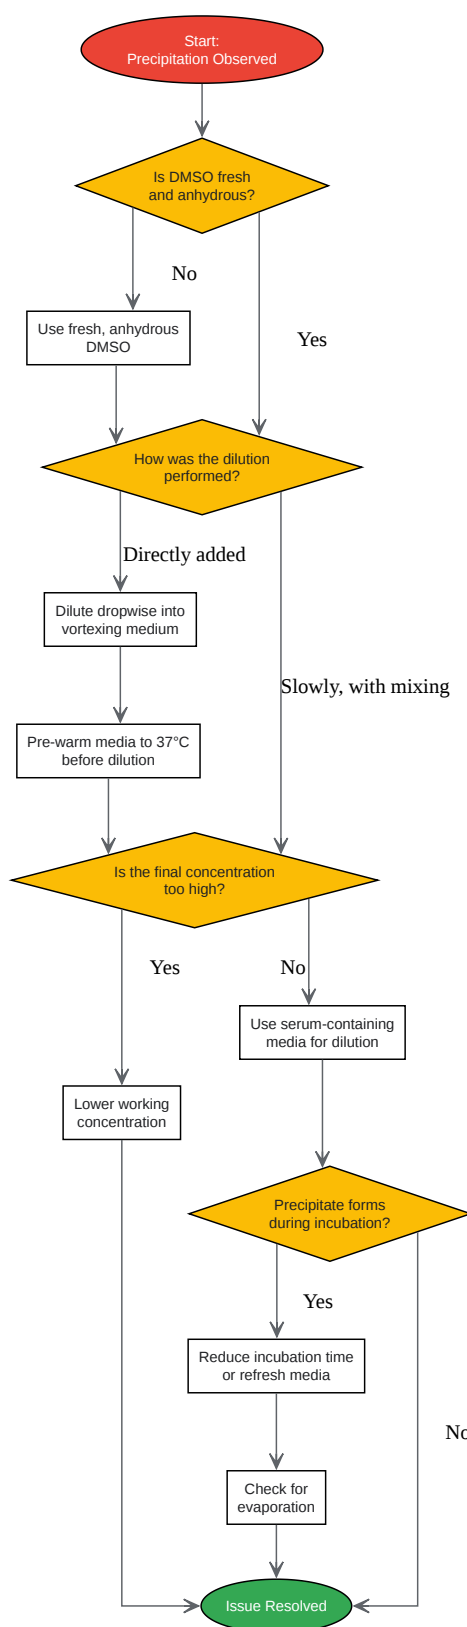 Start:
Precipitation Observed
Is DMSO fresh
and anhydrous?
No
Yes
Use fresh, anhydrous
DMSO
How was the dilution
performed?
Directly added
Slowly, with mixing
Dilute dropwise into
vortexing medium
Pre-warm media to 37°C
before dilution
Is the final concentration
too high?
Yes
No
Use serum-containing
media for dilution
Lower working
concentration
Precipitate forms
during incubation?
Yes
No
Reduce incubation time
or refresh media
Check for
evaporation
Issue Resolved